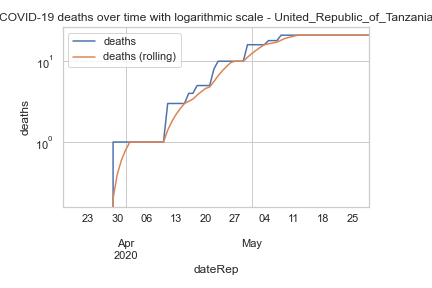 COVID-19 deaths over time with logarithmic scale - United_Republic_of_Tanzania
deaths
deaths (rolling)
10¹
10⁰
deaths
23 30 06 13 20 27 04 11 18 25
Apr May
2020
dateRep